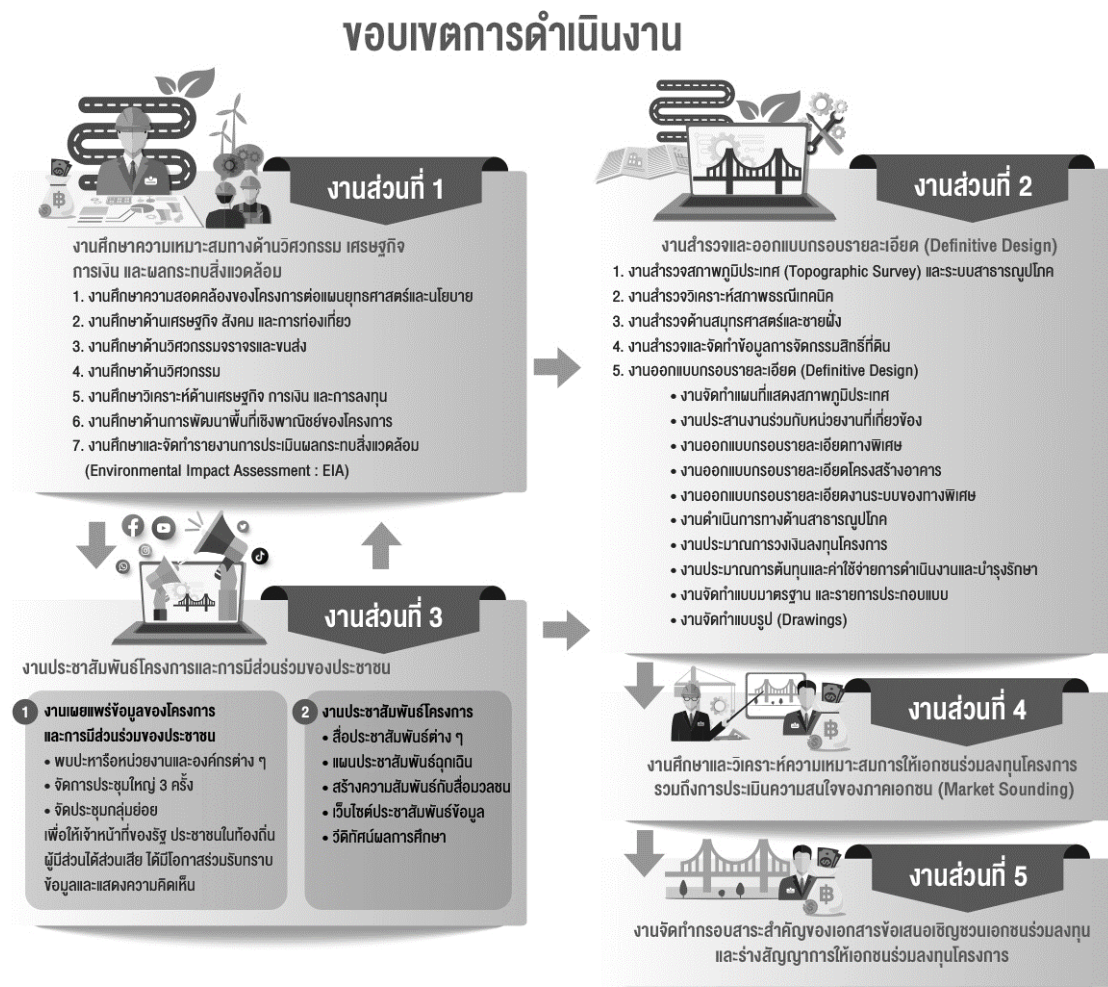 ขอบเขตการดำเนินงาน
งานส่วนที่ 1
งานศึกษาความเหมาะสมทางด้านวิศวกรรม เศรษฐกิจ
การเงิน และผลกระทบสิ่งแวดล้อม
1. งานศึกษาความสอดคล้องของโครงการต่อแผนยุทธศาสตร์และนโยบาย
2. งานศึกษาด้านเศรษฐกิจ สังคม และการท่องเที่ยว
3. งานศึกษาด้านวิศวกรรมจราจรและขนส่ง
4. งานศึกษาด้านวิศวกรรม
5. งานศึกษาวิเคราะห์ด้านเศรษฐกิจ การเงิน และการลงทุน
6. งานศึกษาด้านการพัฒนาพื้นที่เชิงพาณิชย์ของโครงการ
7. งานศึกษาและจัดทำรายงานการประเมินผลกระทบสิ่งแวดล้อม
(Environmental Impact Assessment : EIA)
งานส่วนที่ 2
งานสำรวจและออกแบบกรอบรายละเอียด (Definitive Design)
1. งานสำรวจสภาพภูมิประเทศ (Topographic Survey) และระบบสาธารณูปโภค
2. งานสำรวจวิเคราะห์สภาพธรณีเทคนิค
3. งานสำรวจด้านสมุทรศาสตร์และชายฝั่ง
4. งานสำรวจและจัดทำข้อมูลการจัดกรรมสิทธิ์ที่ดิน
5. งานออกแบบกรอบรายละเอียด (Definitive Design)
• งานจัดทำแผนที่แสดงสภาพภูมิประเทศ
• งานประสานงานร่วมกับหน่วยงานที่เกี่ยวข้อง
• งานออกแบบกรอบรายละเอียดทางพิเศษ
• งานออกแบบกรอบรายละเอียดโครงสร้างอาคาร
• งานออกแบบกรอบรายละเอียดงานระบบของทางพิเศษ
• งานดำเนินการทางด้านสาธารณูปโภค
• งานประมาณการวงเงินลงทุนโครงการ
• งานประมาณการต้นทุนและค่าใช้จ่ายการดำเนินงานและบำรุงรักษา
• งานจัดทำแบบมาตรฐาน และรายการประกอบแบบ
• งานจัดทำแบบรูป (Drawings)
งานส่วนที่ 3
งานประชาสัมพันธ์โครงการและการมีส่วนร่วมของประชาชน
1 งานเผยแพร่ข้อมูลของโครงการ
และการมีส่วนร่วมของประชาชน
• พบปะหารือหน่วยงานและองค์กรต่าง ๆ
• จัดการประชุมใหญ่ 3 ครั้ง
• จัดประชุมกลุ่มย่อย
เพื่อให้เจ้าหน้าที่ของรัฐ ประชาชนในท้องถิ่น
ผู้มีส่วนได้ส่วนเสีย ได้มีโอกาสร่วมรับทราบ
ข้อมูลและแสดงความคิดเห็น
2 งานประชาสัมพันธ์โครงการ
• สื่อประชาสัมพันธ์ต่าง ๆ
• แผนประชาสัมพันธ์ฉุกเฉิน
• สร้างความสัมพันธ์กับสื่อมวลชน
• เว็บไซต์ประชาสัมพันธ์ข้อมูล
• วีดิทัศน์ผลการศึกษา
งานส่วนที่ 4
งานศึกษาและวิเคราะห์ความเหมาะสมการให้เอกชนร่วมลงทุนโครงการ
รวมถึงการประเมินความสนใจของภาคเอกชน (Market Sounding)
งานส่วนที่ 5
งานจัดทำกรอบสาระสำคัญของเอกสารข้อเสนอเชิญชวนเอกชนร่วมลงทุน
และร่างสัญญาการให้เอกชนร่วมลงทุนโครงการ